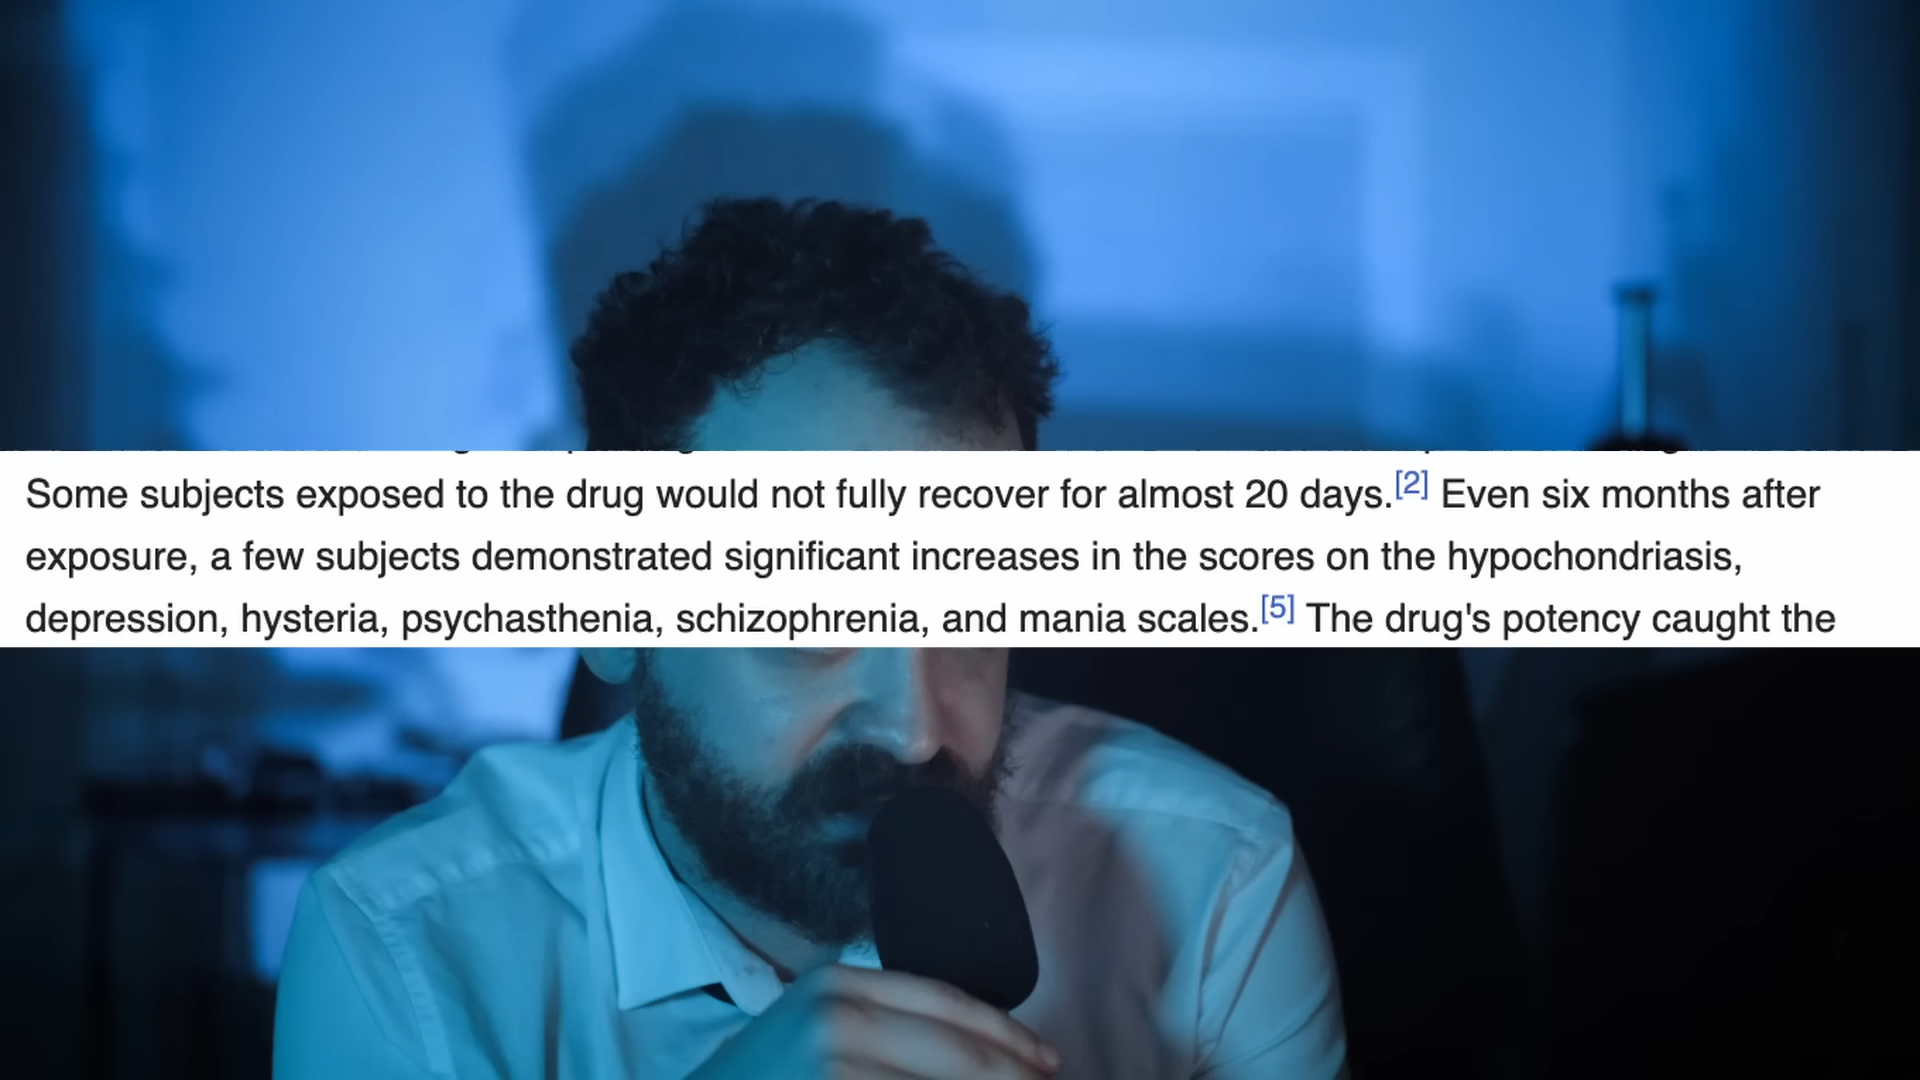 Some subjects exposed to the drug would not fully recover for almost 20 days.[2] Even six months after
exposure, a few subjects demonstrated significant increases in the scores on the hypochondriasis,
depression, hysteria, psychasthenia, schizophrenia, and mania scales.[5] The drug's potency caught the